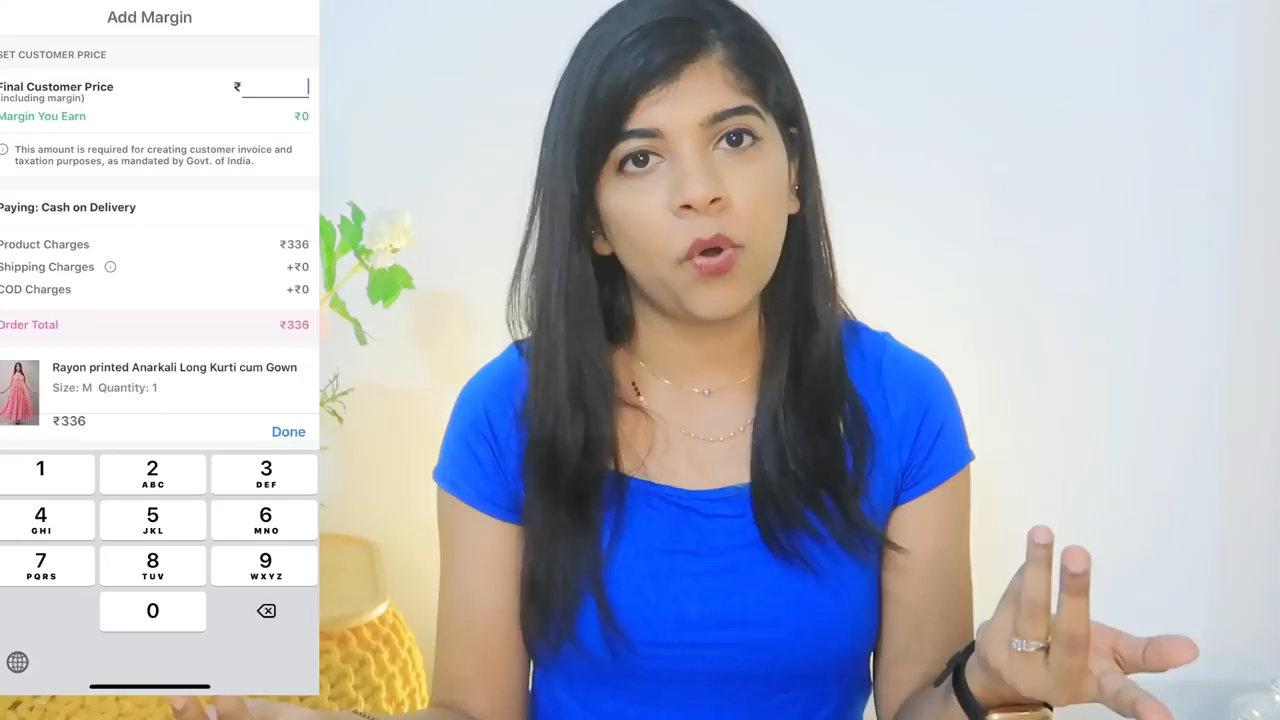 Add Margin
SET CUSTOMER PRICE
Final Customer Price ₹
(including margin)
Margin You Earn ₹0
This amount is required for creating customer invoice and
taxation purposes, as mandated by Govt. of India.
Paying: Cash on Delivery
Product Charges ₹336
Shipping Charges +₹0
COD Charges +₹0
Order Total ₹336
Rayon printed Anarkali Long Kurti cum Gown
Size: M Quantity: 1
₹336
Done
1 2 3
ABC DEF
4 5 6
GHI JKL MNO
7 8 9
PQRS TUV WXYZ
0